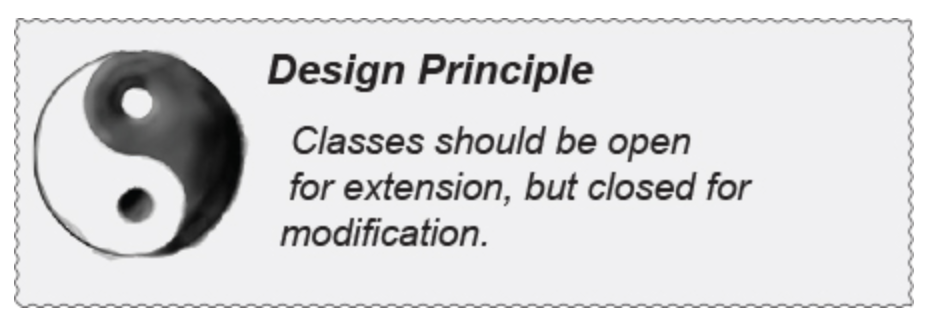 Design Principle
Classes should be open
for extension, but closed for
modification.